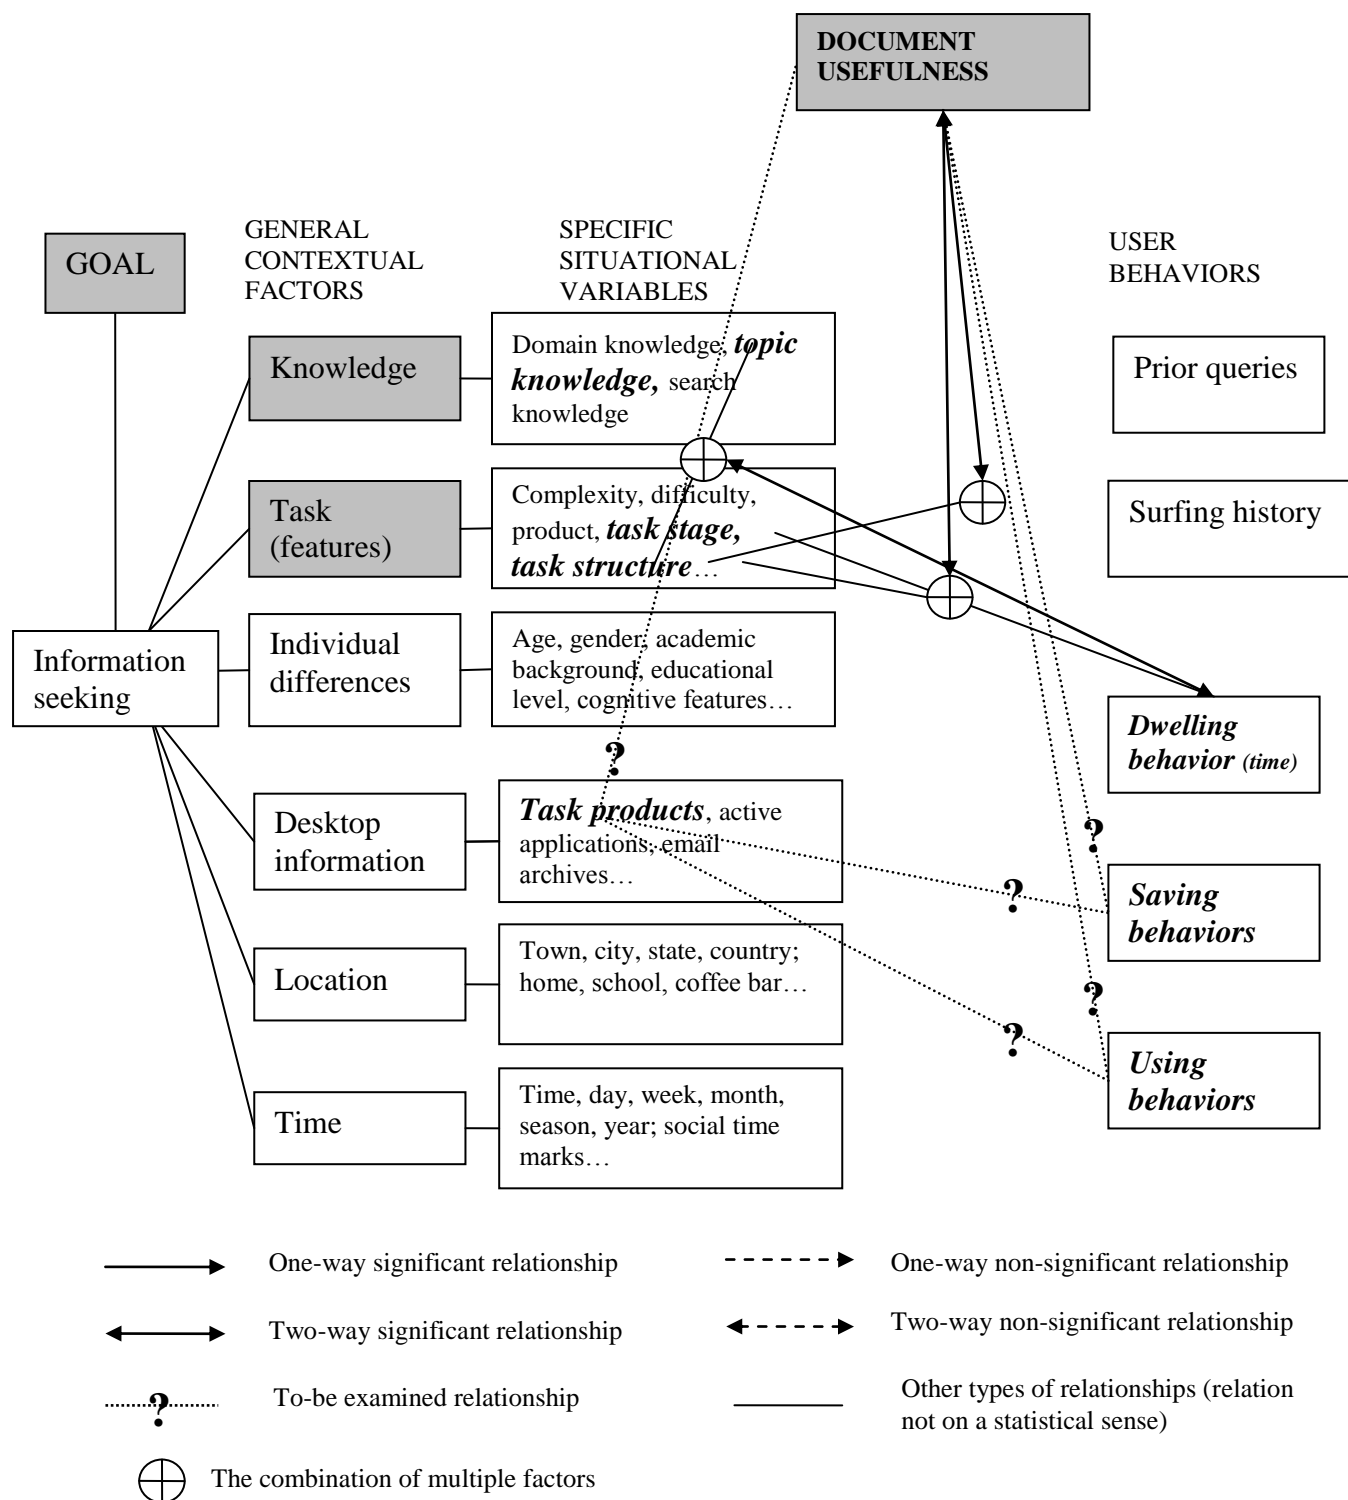 DOCUMENT
USEFULNESS
GOAL
GENERAL
CONTEXTUAL
FACTORS
SPECIFIC
SITUATIONAL
VARIABLES
USER
BEHAVIORS
Knowledge
Domain knowledge, topic
knowledge, search
knowledge
Prior queries
Task
(features)
Complexity, difficulty,
product, task stage,
task structure…
Surfing history
Information
seeking
Individual
differences
Age, gender, academic
background, educational
level, cognitive features…
Dwelling
behavior (time)
?
Desktop
information
Task products, active
applications, email
archives…
?
?
Saving
behaviors
Location
Town, city, state, country;
home, school, coffee bar…
?
?
Using
behaviors
Time
Time, day, week, month,
season, year; social time
marks…
One-way significant relationship
One-way non-significant relationship
Two-way significant relationship
Two-way non-significant relationship
?
To-be examined relationship
Other types of relationships (relation
not on a statistical sense)
The combination of multiple factors